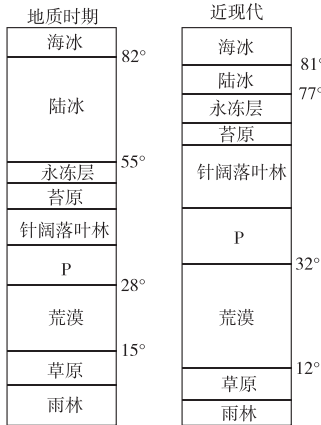 地质时期
海冰
82°
陆冰
55°
永冻层
苔原
针阔落叶林
P
28°
荒漠
15°
草原
雨林
近现代
海冰
81°
陆冰
77°
永冻层
苔原
针阔落叶林
P
32°
荒漠
12°
草原
雨林